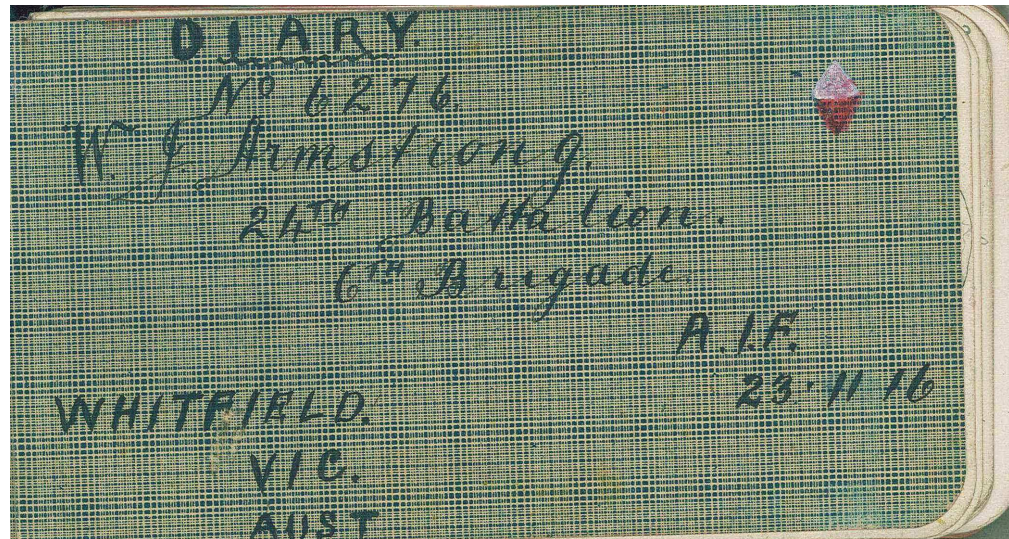 DIARY.
Nº 6276.
W. J. Armstrong.
24TH Battalion.
6TH Brigade.
A.I.F.
23·11 16
WHITFIELD.
VIC.
AUST